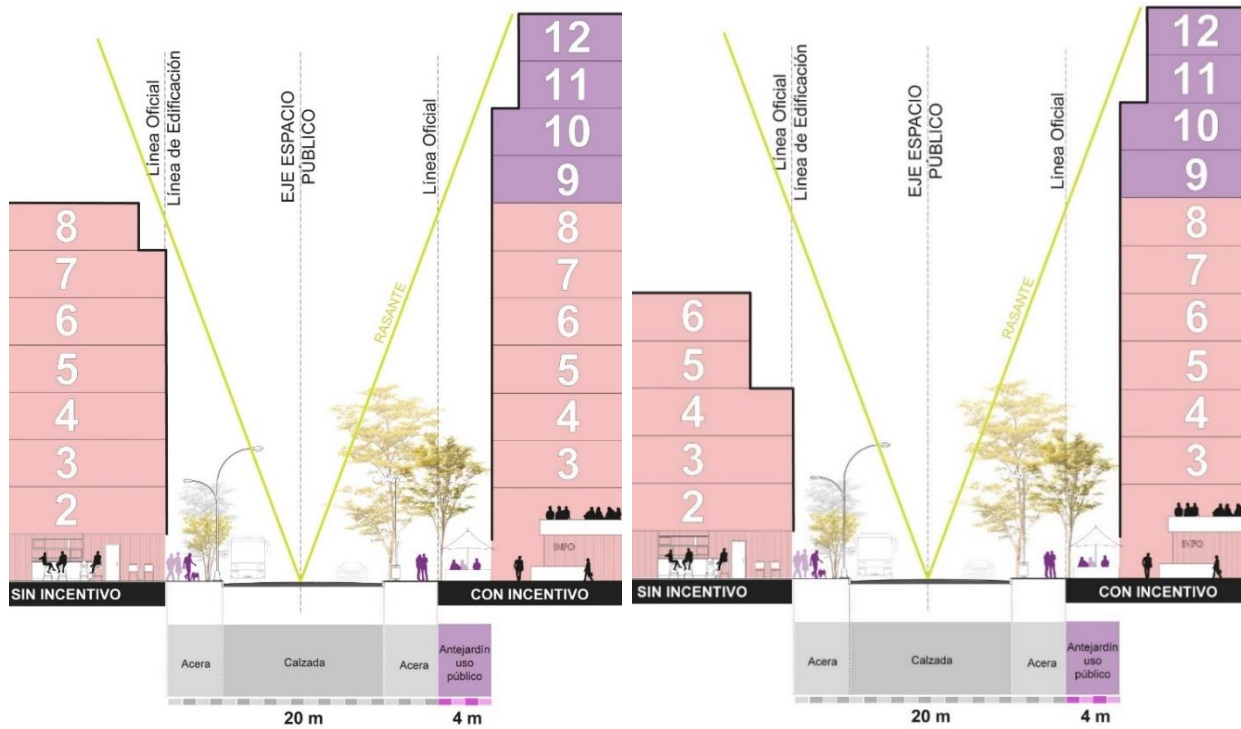 8
7
6
5
4
3
2
Línea Oficial
Línea de Edificación
EJE ESPACIO
PÚBLICO
RASANTE
Línea Oficial
12
11
10
9
8
7
6
5
4
3
INFO
SIN INCENTIVO
CON INCENTIVO
Acera
Calzada
Acera
Antejardín
uso
público
20 m
4 m
6
5
4
3
2
Línea Oficial
Línea de Edificación
EJE ESPACIO
PÚBLICO
RASANTE
Línea Oficial
12
11
10
9
8
7
6
5
4
3
INFO
SIN INCENTIVO
CON INCENTIVO
Acera
Calzada
Acera
Antejardín
uso
público
20 m
4 m